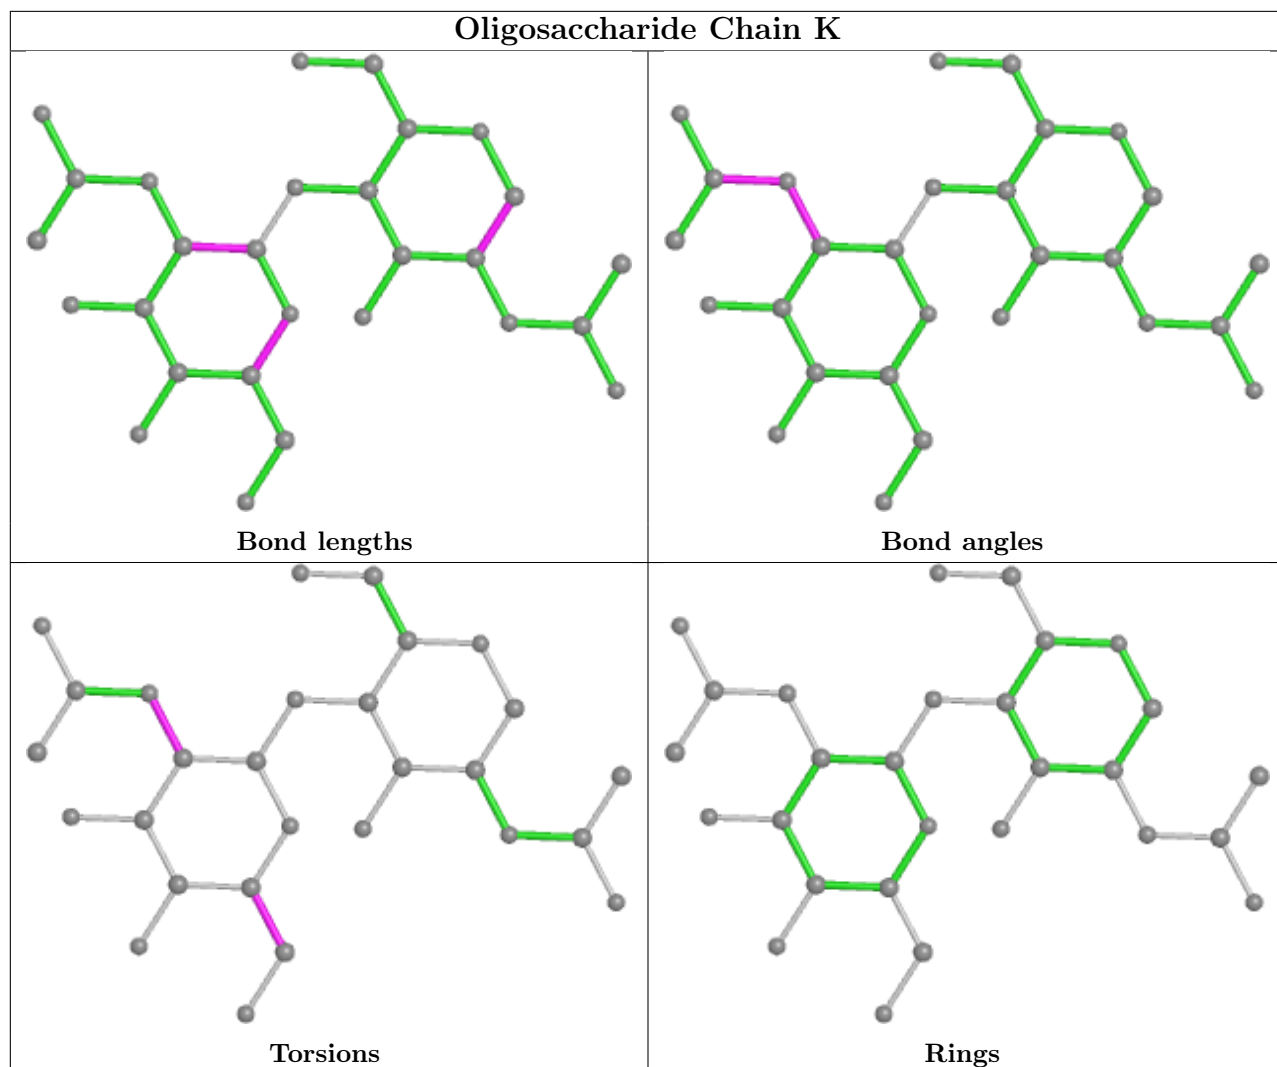 Oligosaccharide Chain K
Bond lengths
Bond angles
Torsions
Rings